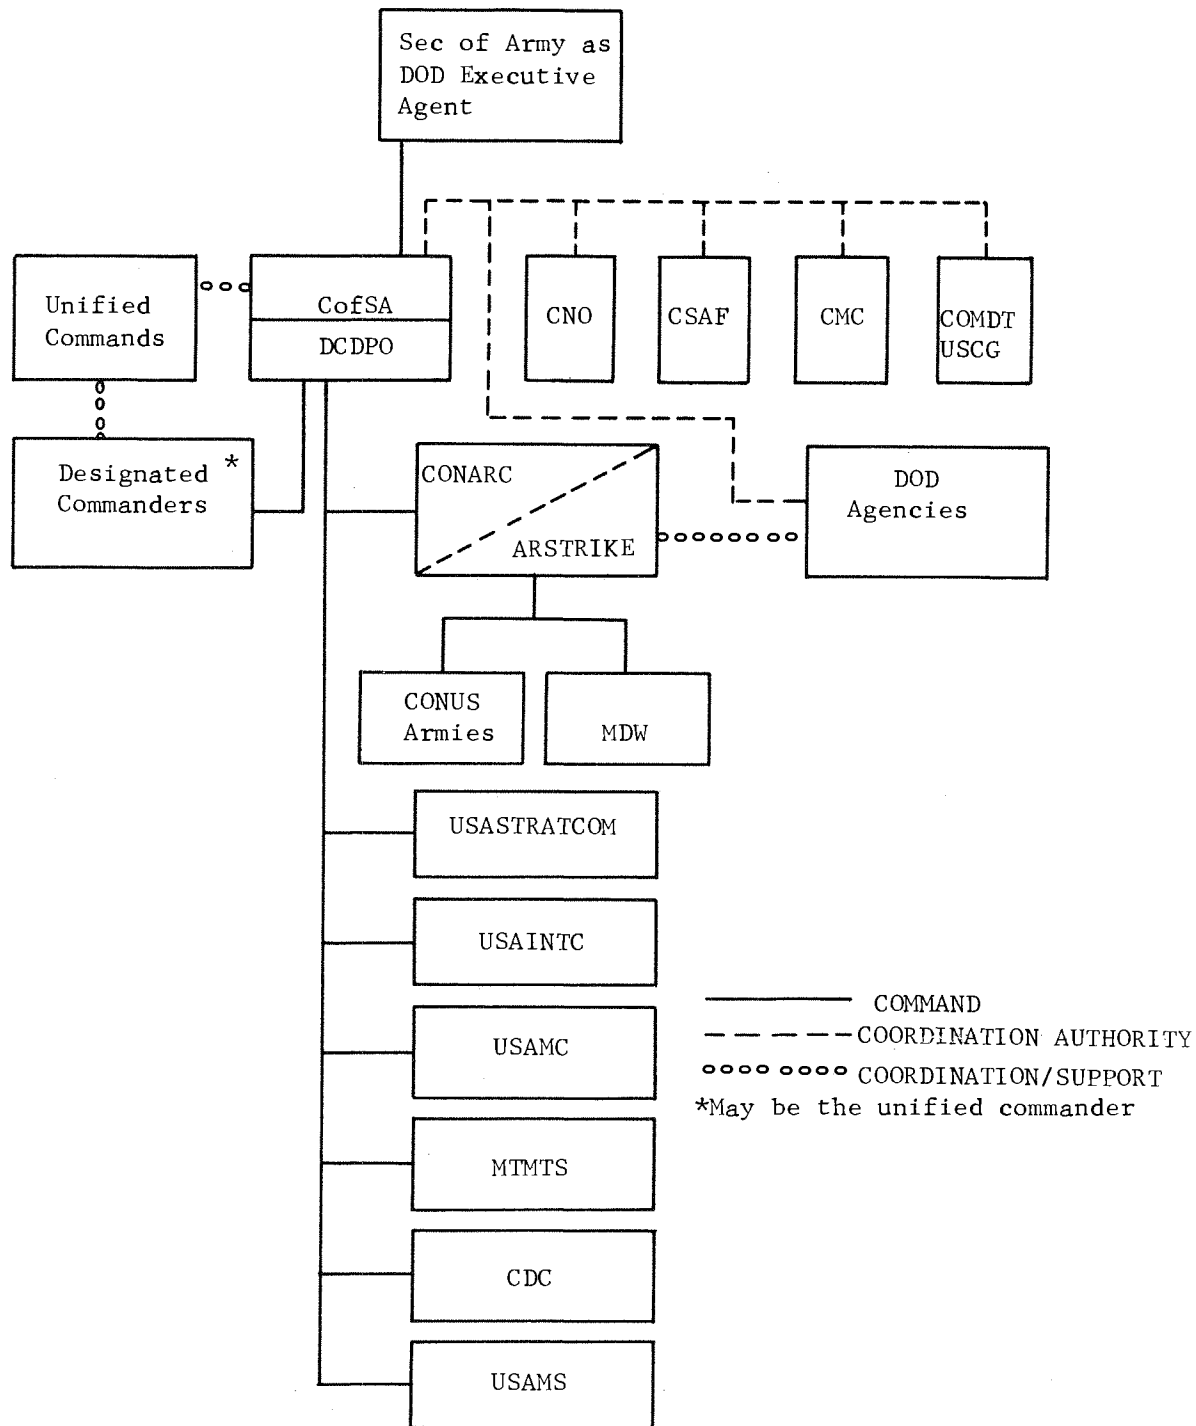 Sec of Army as
DOD Executive
Agent
Unified
Commands
CofSA
DCDPO
CNO
CSAF
CMC
COMDT
USCG
Designated *
Commanders
CONARC
ARSTRIKE
DOD
Agencies
CONUS
Armies
MDW
USASTRATCOM
USAINTC
USAMC
MTMTS
CDC
USAMS
COMMAND
COORDINATION AUTHORITY
COORDINATION/SUPPORT
*May be the unified commander